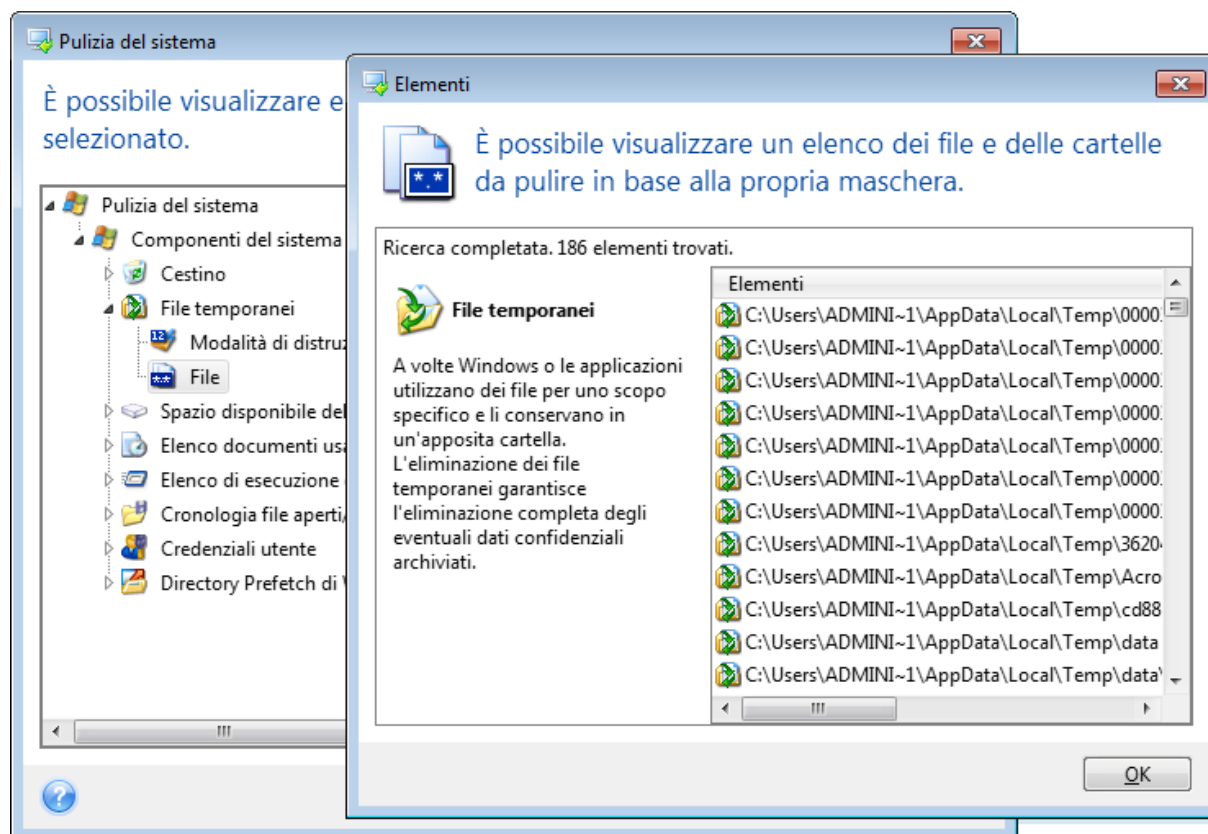 Pulizia del sistema
È possibile visualizzare e
selezionato.
Pulizia del sistema
Componenti del sistema
Cestino
File temporanei
Modalità di distruz
File
Spazio disponibile del
Elenco documenti usa
Elenco di esecuzione
Cronologia file aperti/
Credenziali utente
Directory Prefetch di
Elementi
È possibile visualizzare un elenco dei file e delle cartelle
da pulire in base alla propria maschera.
Ricerca completata. 186 elementi trovati.
File temporanei
A volte Windows o le applicazioni
utilizzano dei file per uno scopo
specifico e li conservano in
un'apposita cartella.
L'eliminazione dei file
temporanei garantisce
l'eliminazione completa degli
eventuali dati confidenziali
archiviati.
Elementi
C:\Users\ADMINI~1\AppData\Local\Temp\0000
C:\Users\ADMINI~1\AppData\Local\Temp\0000
C:\Users\ADMINI~1\AppData\Local\Temp\0000
C:\Users\ADMINI~1\AppData\Local\Temp\0000
C:\Users\ADMINI~1\AppData\Local\Temp\0000
C:\Users\ADMINI~1\AppData\Local\Temp\0000
C:\Users\ADMINI~1\AppData\Local\Temp\0000
C:\Users\ADMINI~1\AppData\Local\Temp\3620
C:\Users\ADMINI~1\AppData\Local\Temp\Acro
C:\Users\ADMINI~1\AppData\Local\Temp\cd88
C:\Users\ADMINI~1\AppData\Local\Temp\data
C:\Users\ADMINI~1\AppData\Local\Temp\data\
OK